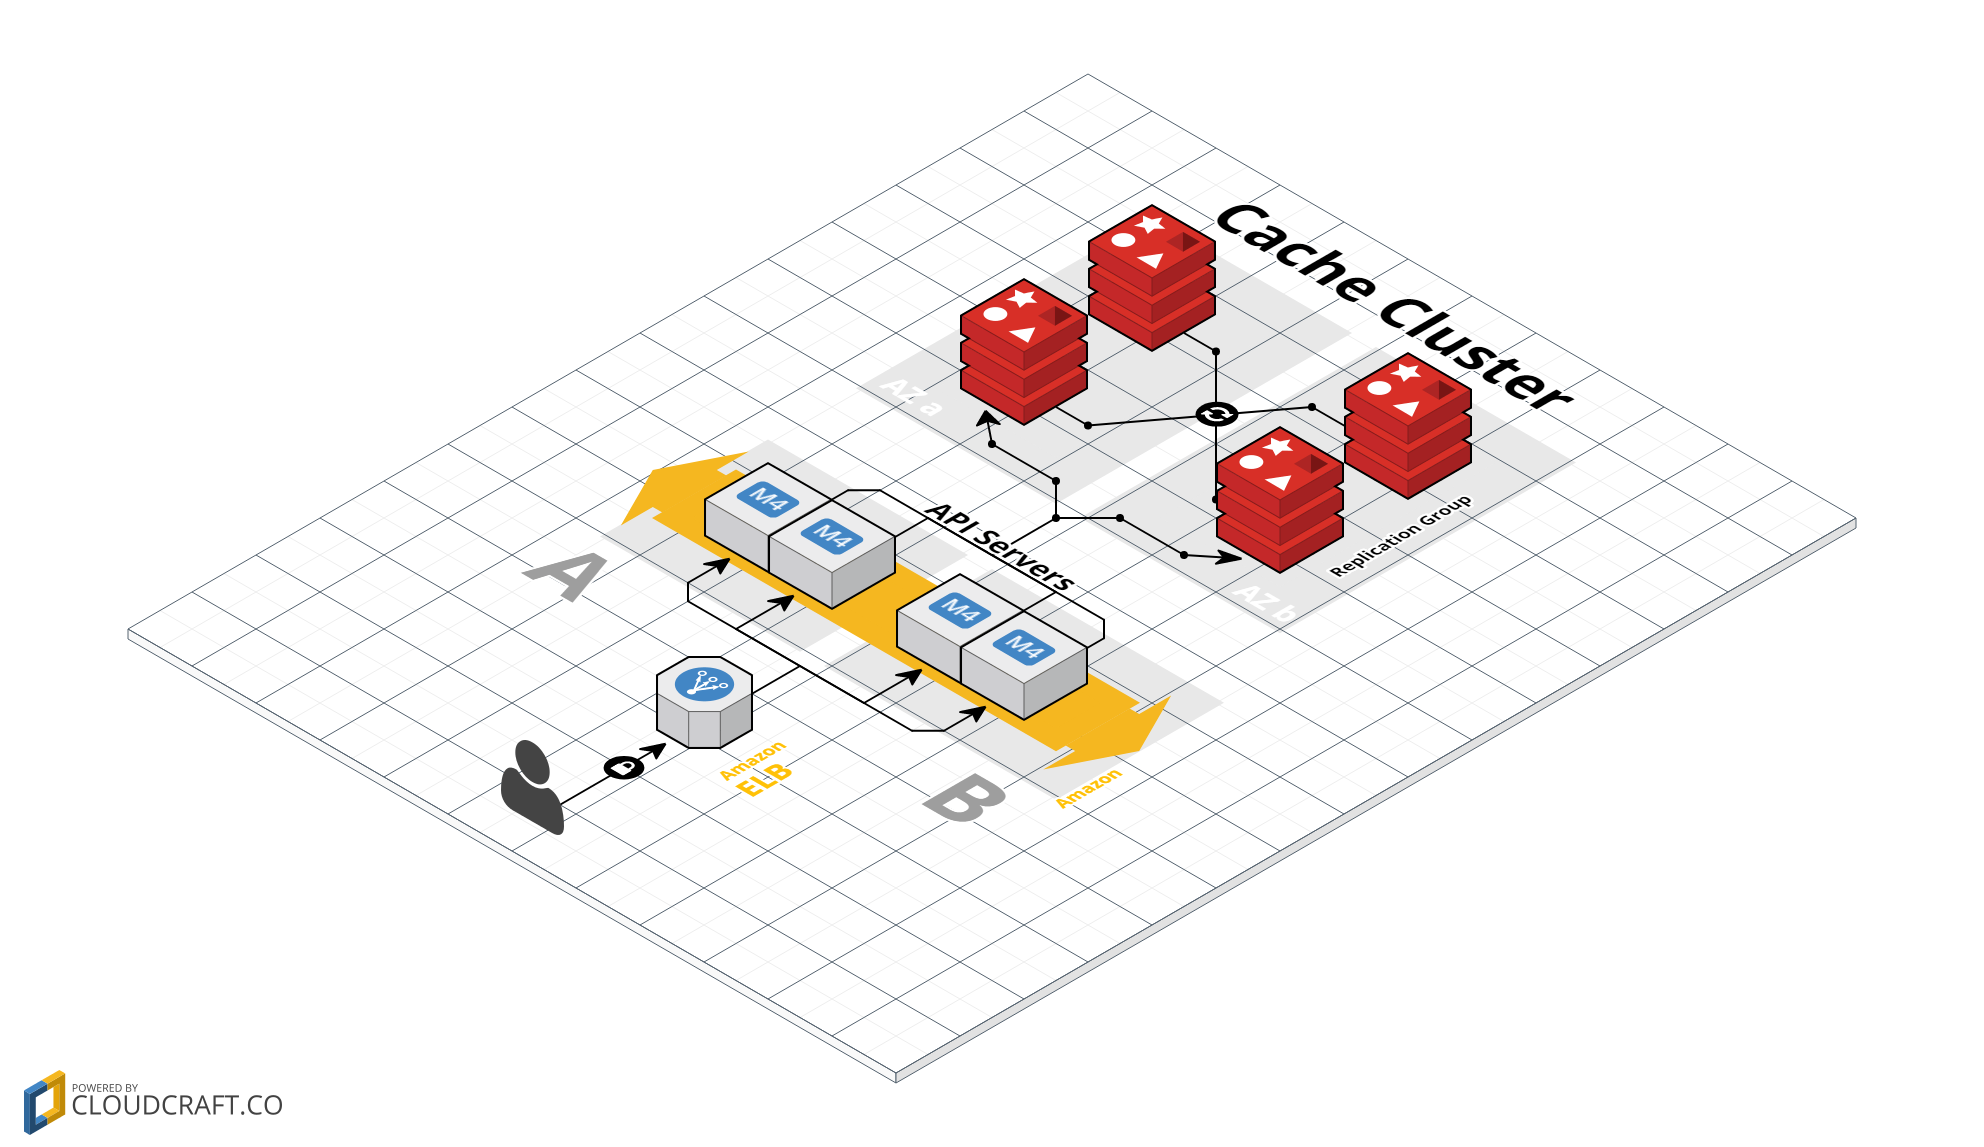 Cache Cluster
AZ a
Replication Group
AZ b
M4
M4
API Servers
M4
M4
A
B
Amazon
ELB
Amazon
POWERED BY
CLOUDCRAFT.CO